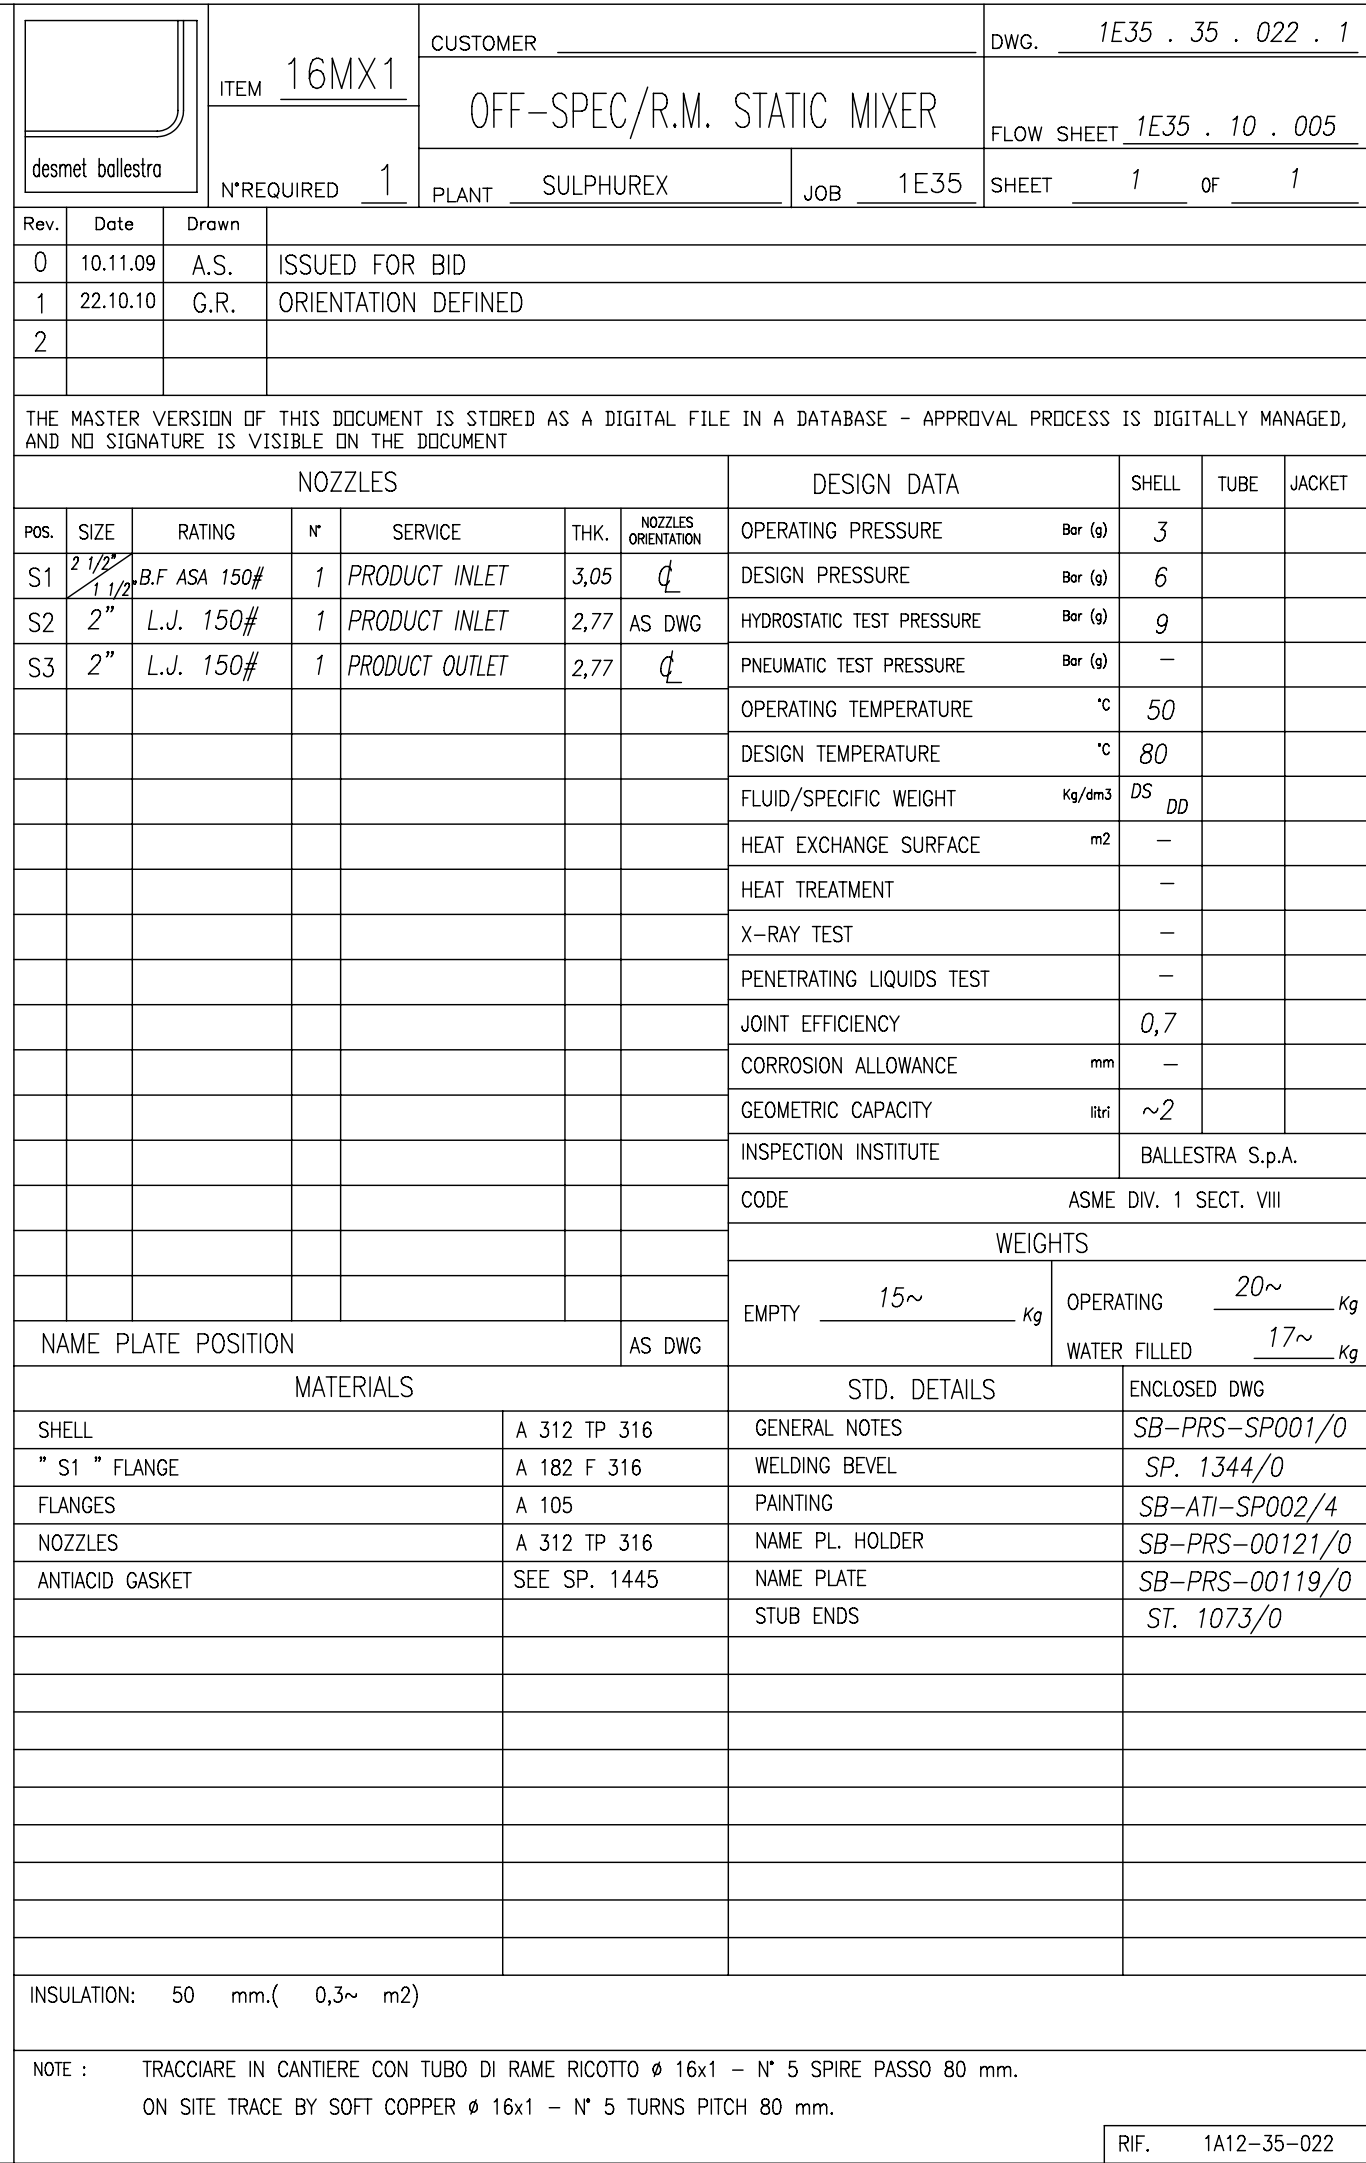 desmet ballestra
ITEM 16MX1
N°REQUIRED 1
CUSTOMER
OFF-SPEC/R.M. STATIC MIXER
PLANT SULPHUREX
JOB 1E35
DWG. 1E35 . 35 . 022 . 1
FLOW SHEET 1E35 . 10 . 005
SHEET 1 OF 1
Rev. Date Drawn
0 10.11.09 A.S. ISSUED FOR BID
1 22.10.10 G.R. ORIENTATION DEFINED
2
THE MASTER VERSION OF THIS DOCUMENT IS STORED AS A DIGITAL FILE IN A DATABASE - APPROVAL PROCESS IS DIGITALLY MANAGED,
AND NO SIGNATURE IS VISIBLE ON THE DOCUMENT
NOZZLES
POS. SIZE RATING N° SERVICE THK. NOZZLES ORIENTATION
S1 2 1/2" / 1 1/2" B.F ASA 150# 1 PRODUCT INLET 3,05 ℄
S2 2" L.J. 150# 1 PRODUCT INLET 2,77 AS DWG
S3 2" L.J. 150# 1 PRODUCT OUTLET 2,77 ℄
NAME PLATE POSITION AS DWG
DESIGN DATA SHELL TUBE JACKET
OPERATING PRESSURE Bar (g) 3
DESIGN PRESSURE Bar (g) 6
HYDROSTATIC TEST PRESSURE Bar (g) 9
PNEUMATIC TEST PRESSURE Bar (g) -
OPERATING TEMPERATURE °C 50
DESIGN TEMPERATURE °C 80
FLUID/SPECIFIC WEIGHT Kg/dm3 DS DD
HEAT EXCHANGE SURFACE m2 -
HEAT TREATMENT -
X-RAY TEST -
PENETRATING LIQUIDS TEST -
JOINT EFFICIENCY 0,7
CORROSION ALLOWANCE mm -
GEOMETRIC CAPACITY litri ~2
INSPECTION INSTITUTE BALLESTRA S.p.A.
CODE ASME DIV. 1 SECT. VIII
WEIGHTS
EMPTY 15~ Kg
OPERATING 20~ Kg
WATER FILLED 17~ Kg
MATERIALS
SHELL A 312 TP 316
" S1 " FLANGE A 182 F 316
FLANGES A 105
NOZZLES A 312 TP 316
ANTIACID GASKET SEE SP. 1445
STD. DETAILS ENCLOSED DWG
GENERAL NOTES SB-PRS-SP001/0
WELDING BEVEL SP. 1344/0
PAINTING SB-ATI-SP002/4
NAME PL. HOLDER SB-PRS-00121/0
NAME PLATE SB-PRS-00119/0
STUB ENDS ST. 1073/0
INSULATION: 50 mm.( 0,3~ m2)
NOTE : TRACCIARE IN CANTIERE CON TUBO DI RAME RICOTTO ø 16x1 - N° 5 SPIRE PASSO 80 mm.
ON SITE TRACE BY SOFT COPPER ø 16x1 - N° 5 TURNS PITCH 80 mm.
RIF. 1A12-35-022